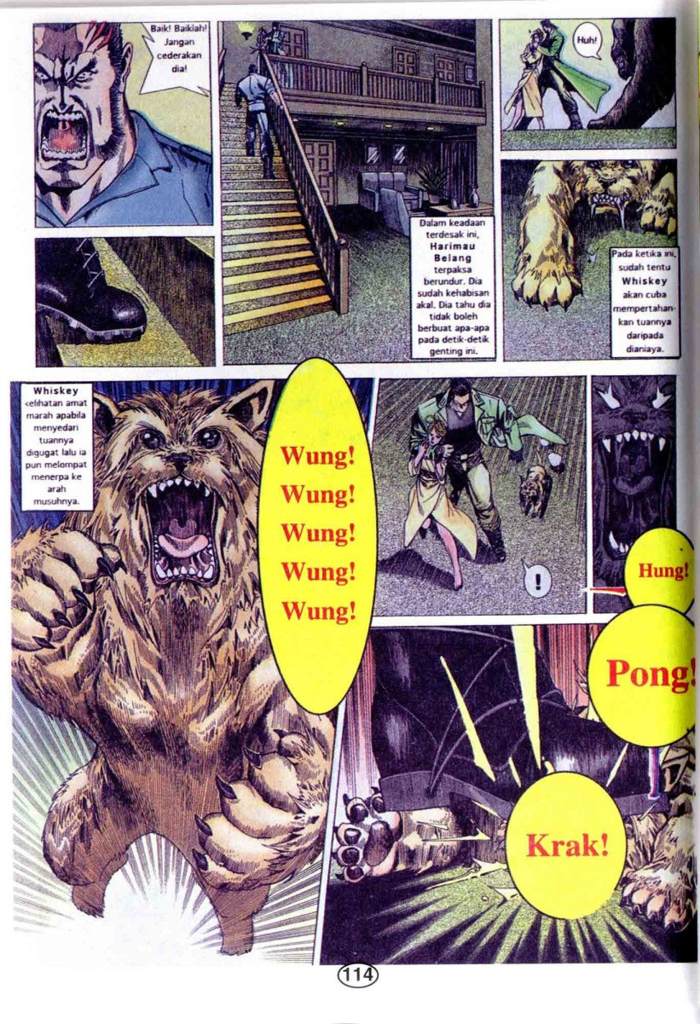 Baik! Baiklah!
Jangan
cederakan
dia!
Dalam keadaan
terdesak ini,
Harimau
Belang
terpaksa
berundur. Dia
sudah kehabisan
akal. Dia tahu dia
tidak boleh
berbuat apa-apa
pada detik-detik
genting ini.
Huh!
Pada ketika ini,
sudah tentu
Whiskey
akan cuba
mempertahan-
kan tuannya
daripada
dianiaya.
Whiskey
kelihatan amat
marah apabila
menyedari
tuannya
digugat lalu ia
pun melompat
menerpa ke
arah
musuhnya.
Wung!
Wung!
Wung!
Wung!
Wung!
!
Hung!
Pong!
Krak!
114